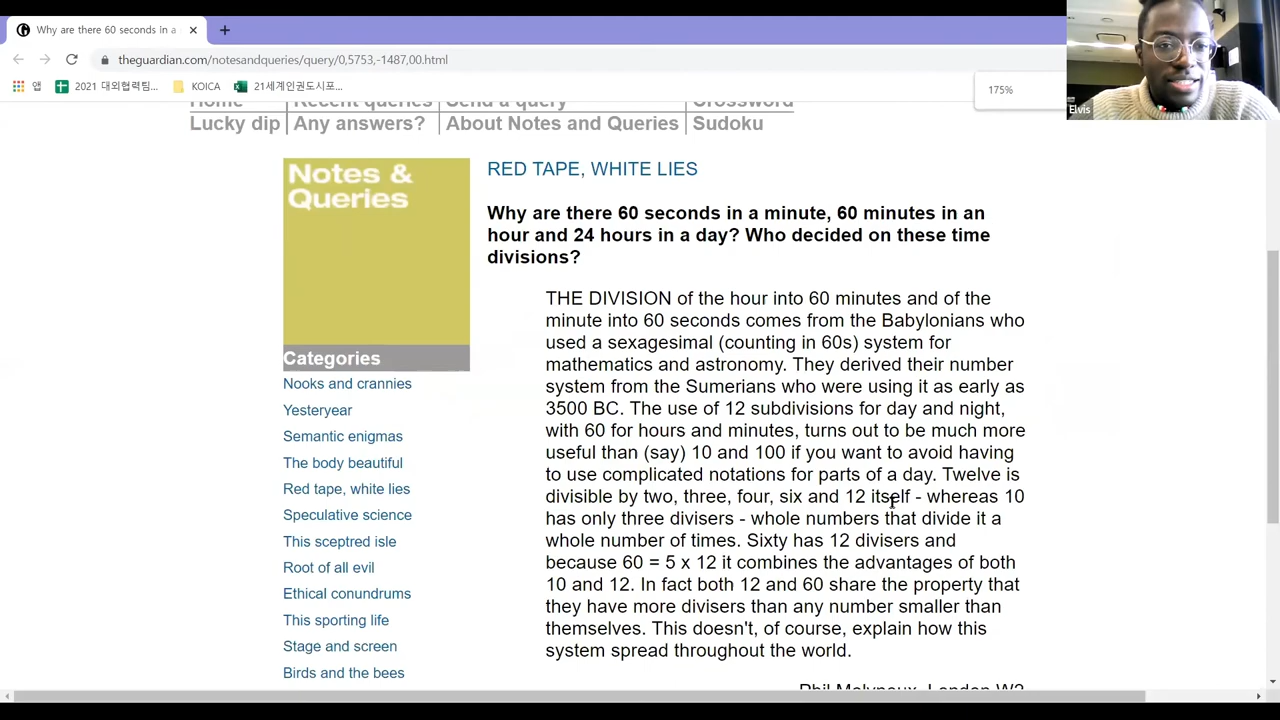 Why are there 60 seconds in a
theguardian.com/notesandqueries/query/0,5753,-1487,00.html
앱 2021 대외협력팀... KOICA 21세계인권도시포...
175%
Elvis
Home Recent queries Send a query Crossword
Lucky dip Any answers? About Notes and Queries Sudoku
Notes &
Queries
Categories
Nooks and crannies
Yesteryear
Semantic enigmas
The body beautiful
Red tape, white lies
Speculative science
This sceptred isle
Root of all evil
Ethical conundrums
This sporting life
Stage and screen
Birds and the bees
RED TAPE, WHITE LIES
Why are there 60 seconds in a minute, 60 minutes in an
hour and 24 hours in a day? Who decided on these time
divisions?
THE DIVISION of the hour into 60 minutes and of the
minute into 60 seconds comes from the Babylonians who
used a sexagesimal (counting in 60s) system for
mathematics and astronomy. They derived their number
system from the Sumerians who were using it as early as
3500 BC. The use of 12 subdivisions for day and night,
with 60 for hours and minutes, turns out to be much more
useful than (say) 10 and 100 if you want to avoid having
to use complicated notations for parts of a day. Twelve is
divisible by two, three, four, six and 12 itself - whereas 10
has only three divisers - whole numbers that divide it a
whole number of times. Sixty has 12 divisers and
because 60 = 5 x 12 it combines the advantages of both
10 and 12. In fact both 12 and 60 share the property that
they have more divisers than any number smaller than
themselves. This doesn't, of course, explain how this
system spread throughout the world.
Phil Molyneux, London W2